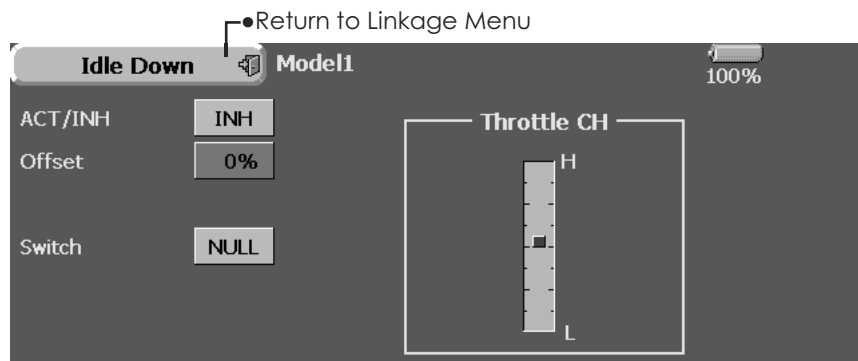 ●Return to Linkage Menu
Idle Down Model1 100%
ACT/INH INH
Throttle CH
Offset 0%
H
Switch NULL
L